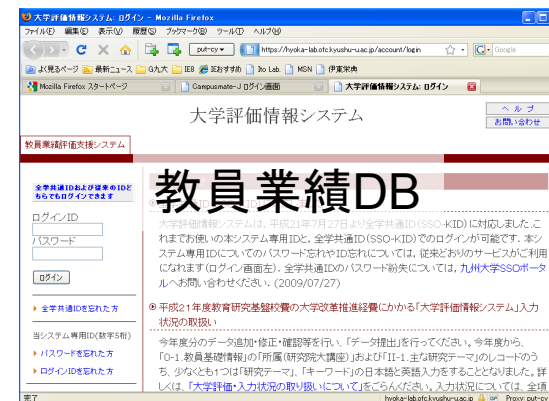 大学評価情報システム: ログイン - Mozilla Firefox
ファイル(F) 編集(E) 表示(V) 履歴(S) ブックマーク(B) ツール(T) ヘルプ(H)
put-cy https://hyoka-lab.ofc.kyushu-u.ac.jp/account/login Google
よく見るページ 最新ニュース G九大 IE8 IEおすすめ Ito Lab. MSN 伊東栄典
Mozilla Firefox スタートページ Campusmate-J ログイン画面 大学評価情報システム: ログイン
大学評価情報システム
ヘルプ
お問い合わせ
教員業績評価支援システム
教員業績DB
全学共通IDおよび従来のIDど
ちらでもログインできます
ログインID
パスワード
ログイン
全学共通IDを忘れた方
当システム専用ID(数字5桁)
パスワードを忘れた方
ログインIDを忘れた方
大学評価情報システムは、平成21年7月27日より全学共通ID(SSO-KID)に対応しました.こ
れまでお使いの本システム専用IDと、全学共通ID(SSO-KID)でのログインが可能です. 本シ
ステム専用IDについてのパスワード忘れやID忘れについては, 従来どおりのサービスがご利用
になれます(ログイン画面左). 全学共通IDのパスワード紛失については, 九州大学SSOポータ
ルへお問い合わせください. (2009/07/27)
平成21年度教育研究基盤校費の大学改革推進経費にかかる「大学評価情報システム」入力
状況の取扱い
今年度分のデータ追加・修正・確認等を行い、「データ提出」を行ってください. 今年度から、
「0-1.教員基礎情報」の「所属(研究院大講座)」および「II-1.主な研究テーマ」のレコードのう
ち、少なくとも1つは「研究テーマ」、「キーワード」の日本語と英語入力をすることとなりました. 詳
しくは、「大学評価・入力状況の取り扱いについて」をごらんください. 入力状況については、全項
完了 hyoka-lab.ofc.kyushu-u.ac.jp Proxy: put-cy